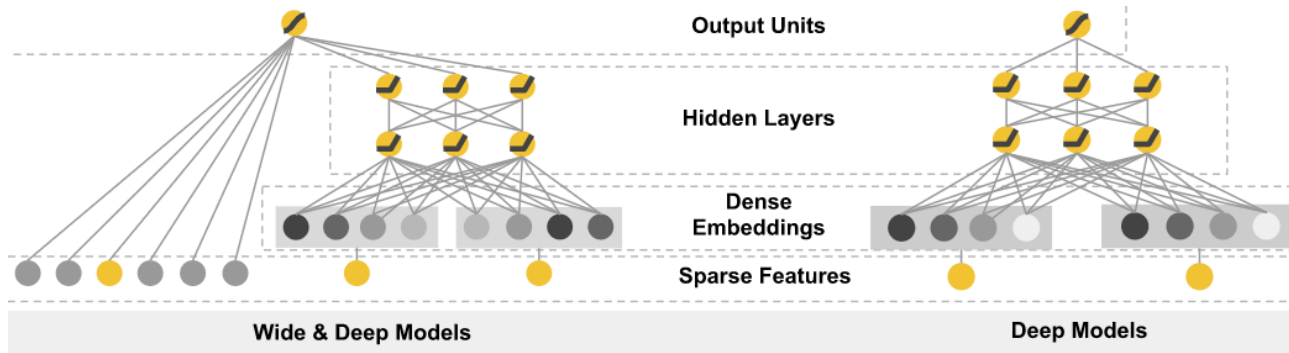 Output Units
Hidden Layers
Dense
Embeddings
Sparse Features
Wide & Deep Models
Deep Models